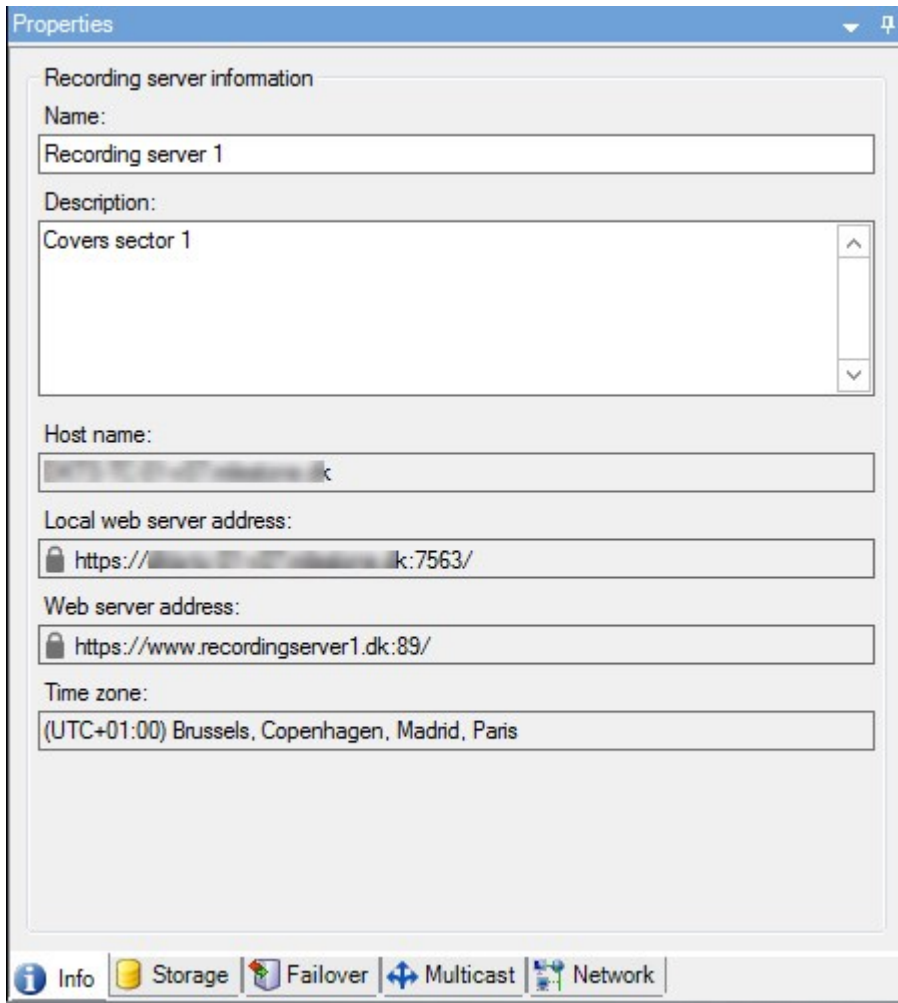 Properties
Recording server information
Name:
Recording server 1
Description:
Covers sector 1
Host name:
k
Local web server address:
https:// k:7563/
Web server address:
https://www.recordingserver1.dk:89/
Time zone:
(UTC+01:00) Brussels, Copenhagen, Madrid, Paris
Info Storage Failover Multicast Network